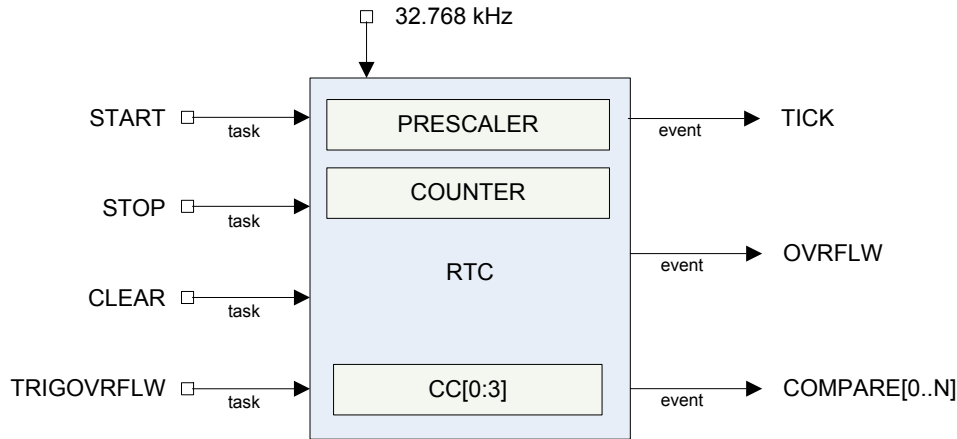 32.768 kHz
START
task
PRESCALER
event
TICK
STOP
task
COUNTER
RTC
event
OVRFLW
CLEAR
task
TRIGOVRFLW
task
CC[0:3]
event
COMPARE[0..N]